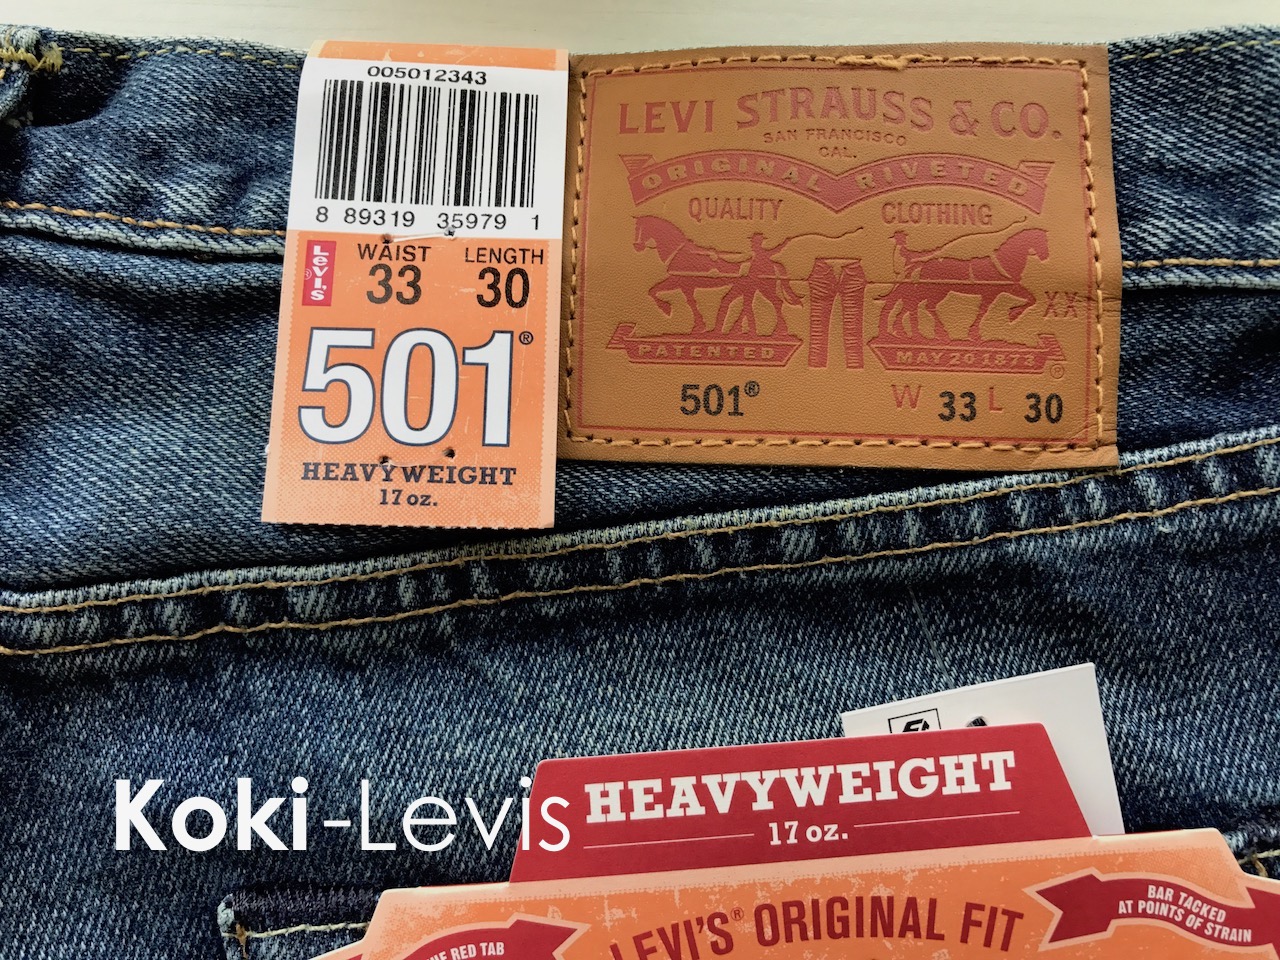 005012343
8 89319 35979 1
Levi's
WAIST LENGTH
33 30
501®
HEAVYWEIGHT
17 oz.
LEVI STRAUSS & CO.
SAN FRANCISCO
CAL.
ORIGINAL RIVETED
QUALITY CLOTHING
XX
PATENTED MAY 20 1873
501® W 33 L 30
Koki-Levis
HEAVYWEIGHT
17 oz.
LEVI'S® ORIGINAL FIT
RED TAB
BAR TACKED
AT POINTS OF STRAIN